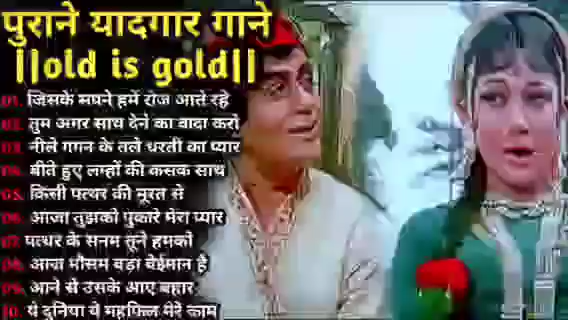 पुराने यादगार गाने
||old is gold||
01. जिसके सपने हमें रोज आते रहे
02. तुम अगर साथ देने का वादा करो
03. नीले गगन के तले धरती का प्यार
04. बीते हुए लम्हों की कसक साथ
05. किसी पत्थर की मूरत से
06. आजा तुझको पुकारे मेरा प्यार
07. पत्थर के सनम तूने हमको
08. आज मौसम बड़ा बेईमान है
09. आने से उसके आए बहार
10. ये दुनिया ये महफिल मेरे काम